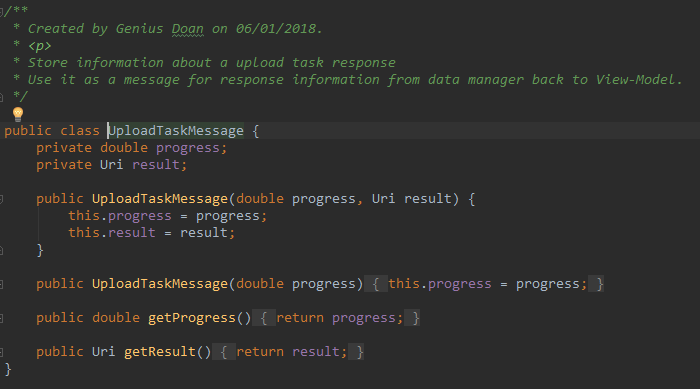 /**
 * Created by Genius Doan on 06/01/2018.
 * <p>
 * Store information about a upload task response
 * Use it as a message for response information from data manager back to View-Model.
 */
public class UploadTaskMessage {
    private double progress;
    private Uri result;

    public UploadTaskMessage(double progress, Uri result) {
        this.progress = progress;
        this.result = result;
    }

    public UploadTaskMessage(double progress) { this.progress = progress; }

    public double getProgress() { return progress; }

    public Uri getResult() { return result; }
}